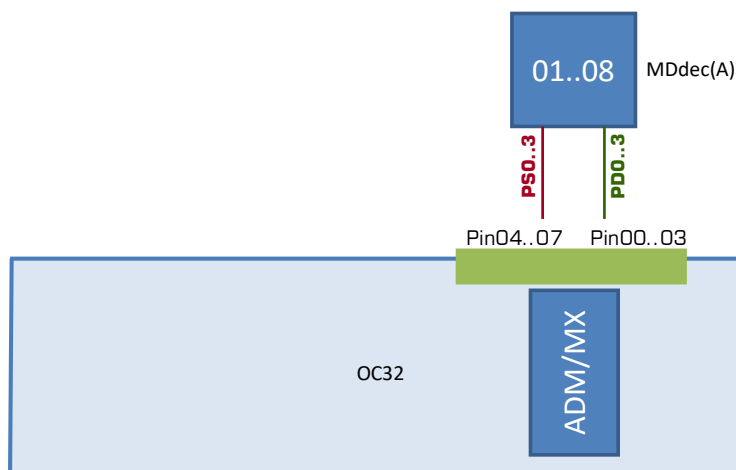 01..08
MDdec(A)
PS0..3
PD0..3
Pin04..07
Pin00..03
OC32
ADM/MX